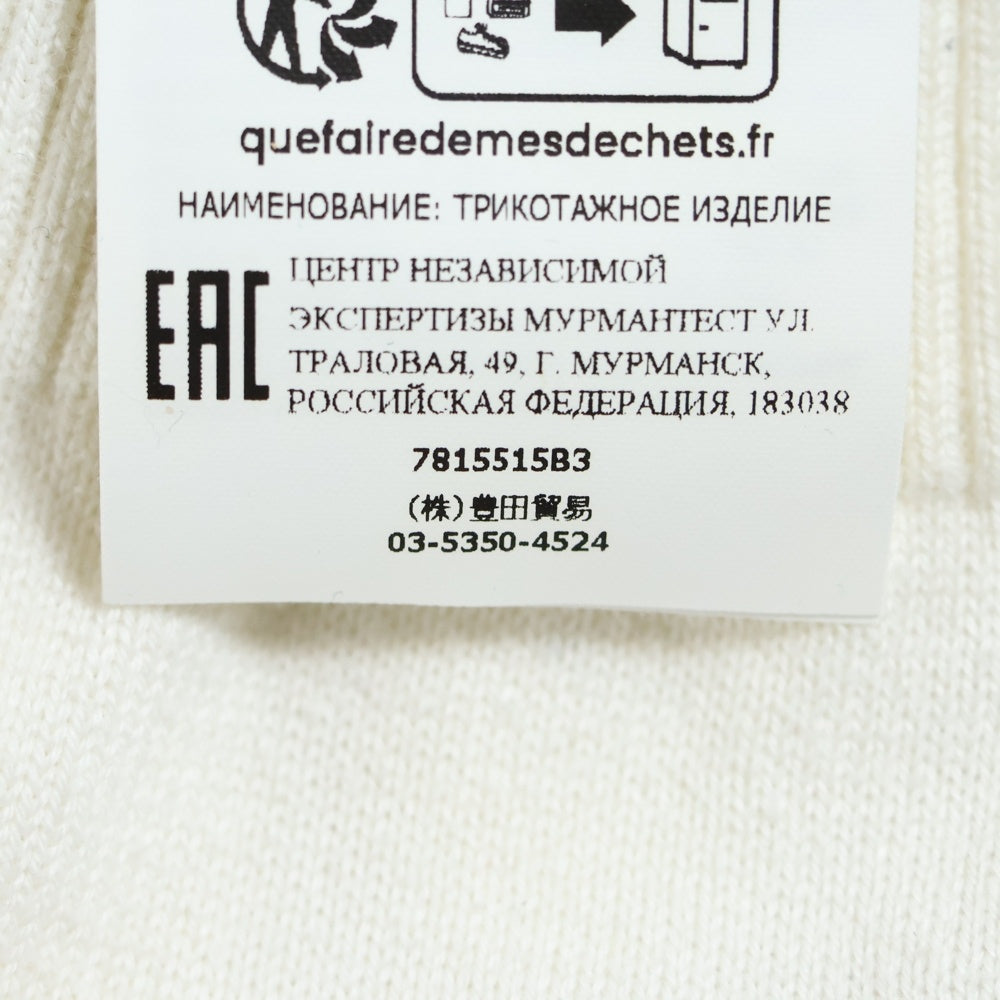 quefairedemesdechets.fr
НАИМЕНОВАНИЕ: ТРИКОТАЖНОЕ ИЗДЕЛИЕ
EAC
ЦЕНТР НЕЗАВИСИМОЙ
ЭКСПЕРТИЗЫ МУРМАНТЕСТ УЛ.
ТРАЛОВАЯ, 49, Г. МУРМАНСК,
РОССИЙСКАЯ ФЕДЕРАЦИЯ, 183038
7815515B3
(株)豊田貿易
03-5350-4524